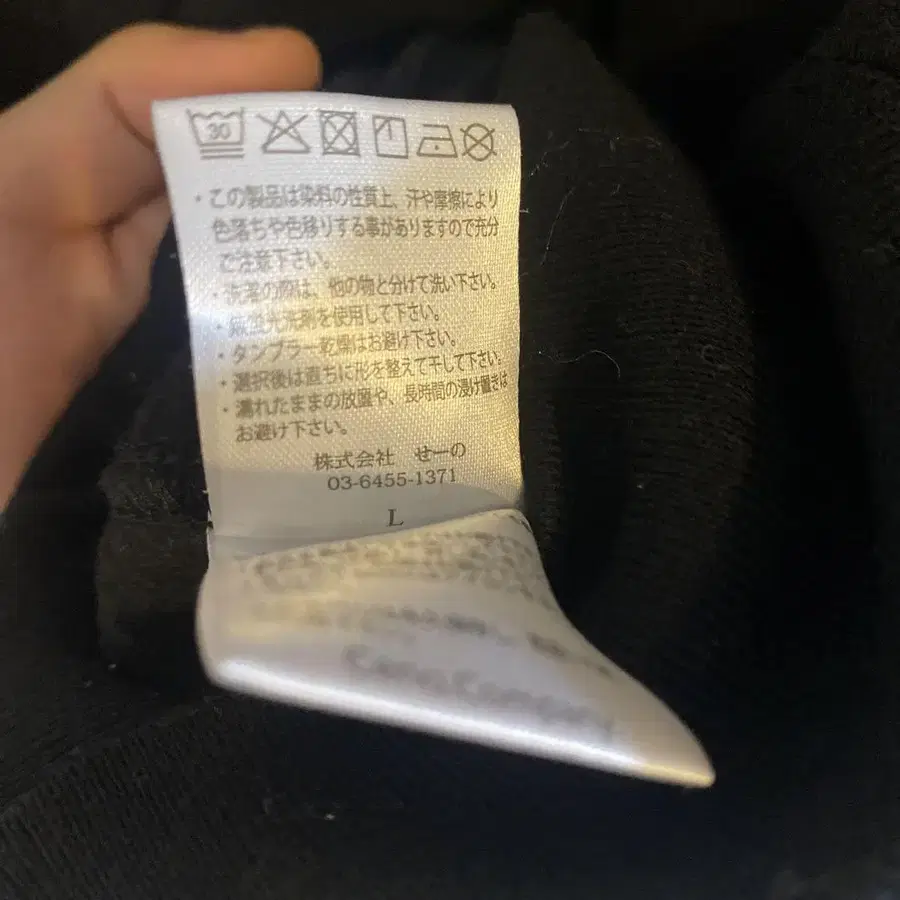 30
・この製品は染料の性質上、汗や摩擦により
色落ちや色移りする事がありますので充分
ご注意下さい。
・洗濯の際は、他の物と分けて洗い下さい。
・無蛍光洗剤を使用して下さい。
・タンブラー乾燥はお避け下さい。
・選択後は直ちに形を整えて干して下さい。
・濡れたままの放置や、長時間の浸け置きは
お避け下さい。
株式会社 せーの
03-6455-1371
L